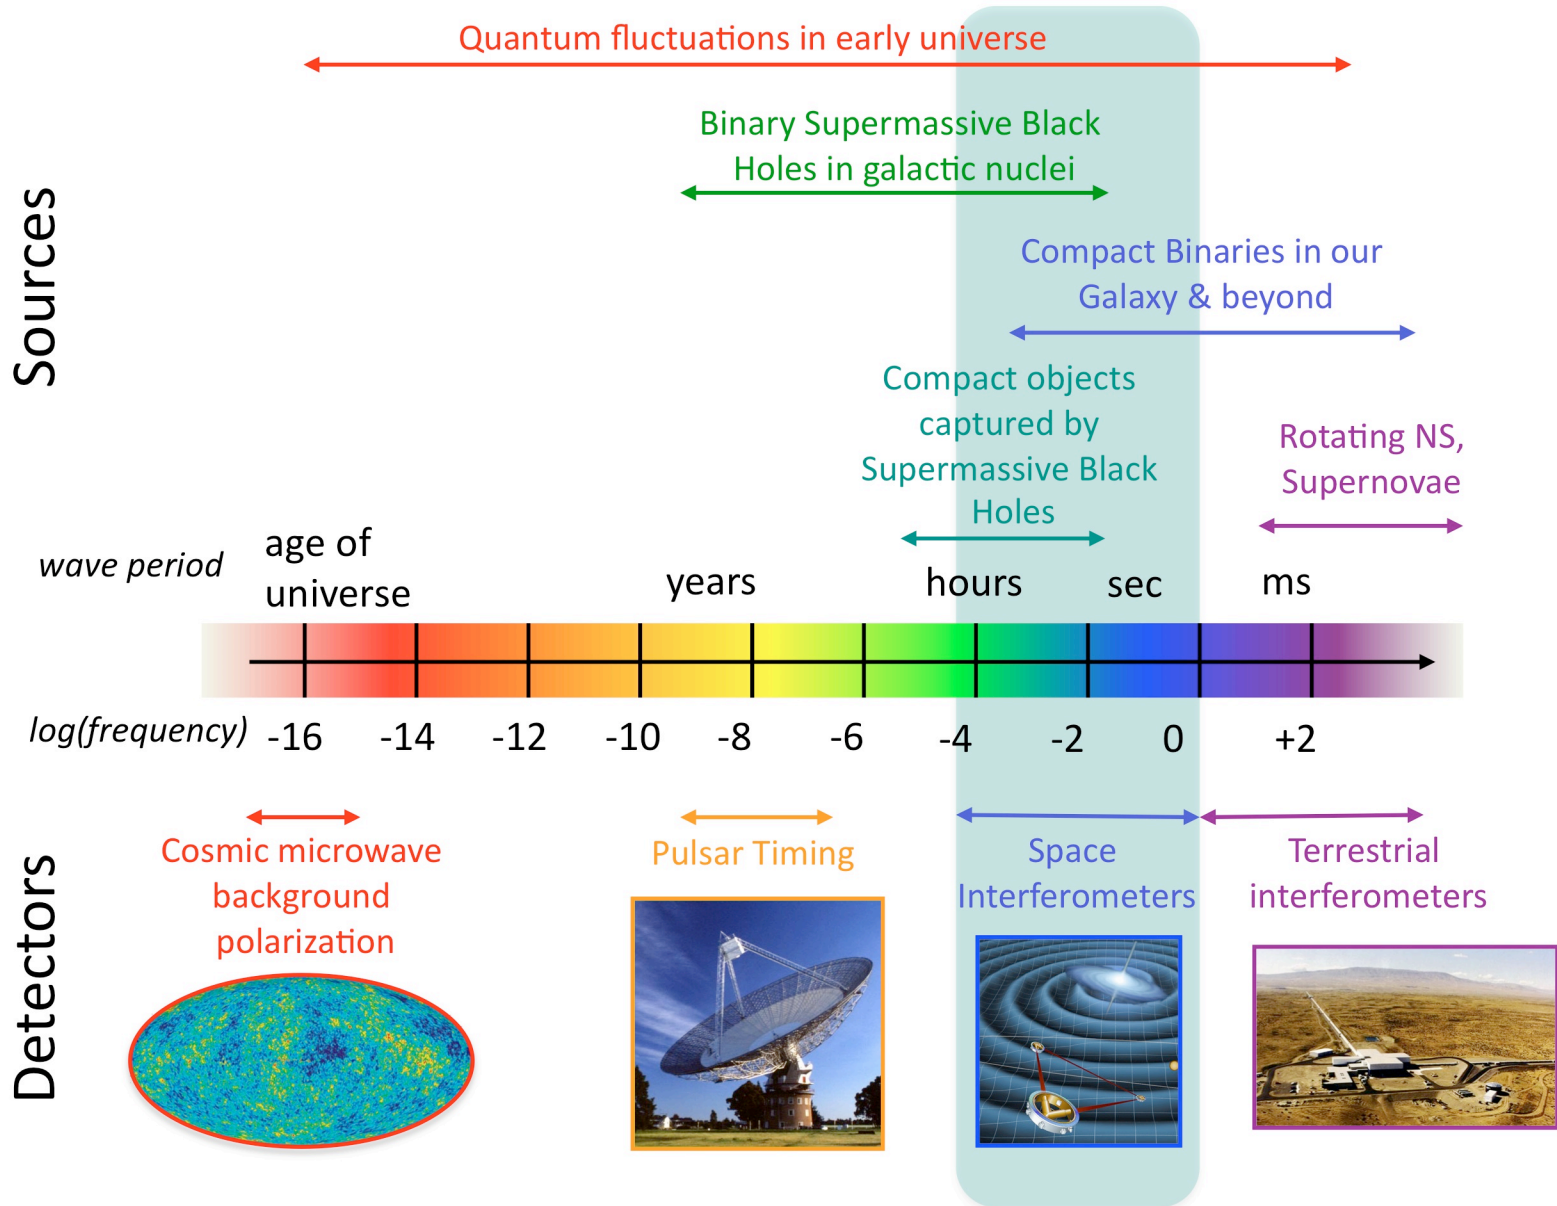 Quantum fluctuations in early universe
Binary Supermassive Black
Holes in galactic nuclei
Compact Binaries in our
Galaxy & beyond
Compact objects
captured by
Supermassive Black
Holes
Rotating NS,
Supernovae
Sources
wave period
age of
universe
years
hours
sec
ms
log(frequency)
-16
-14
-12
-10
-8
-6
-4
-2
0
+2
Detectors
Cosmic microwave
background
polarization
Pulsar Timing
Space
Interferometers
Terrestrial
interferometers